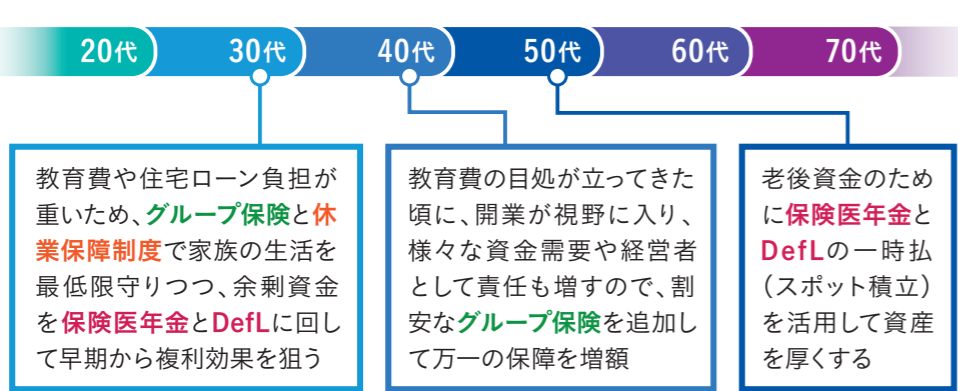 20代 30代 40代 50代 60代 70代
教育費や住宅ローン負担が
重いため、グループ保険と休
業保障制度で家族の生活を
最低限守りつつ、余剰資金
を保険医年金とDefLに回し
て早期から複利効果を狙う
教育費の目処が立ってきた
頃に、開業が視野に入り、
様々な資金需要や経営者
として責任も増すので、割
安なグループ保険を追加し
て万一の保障を増額
老後資金のため
に保険医年金と
DefLの一時払
(スポット積立)
を活用して資産
を厚くする